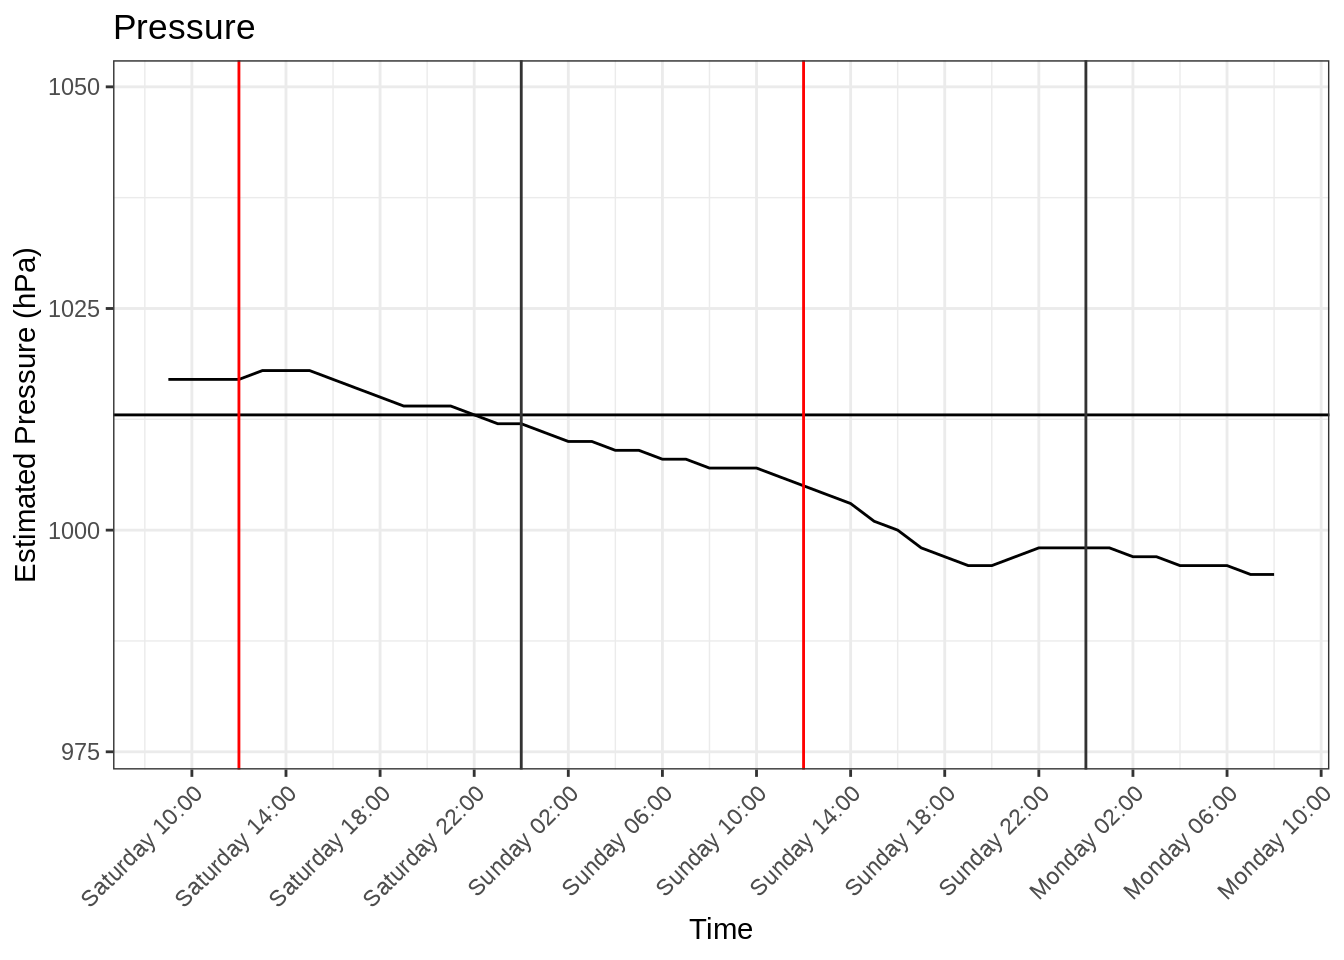 Pressure
Estimated Pressure (hPa)
1050
1025
1000
975
Saturday 10:00
Saturday 14:00
Saturday 18:00
Saturday 22:00
Sunday 02:00
Sunday 06:00
Sunday 10:00
Sunday 14:00
Sunday 18:00
Sunday 22:00
Monday 02:00
Monday 06:00
Monday 10:00
Time